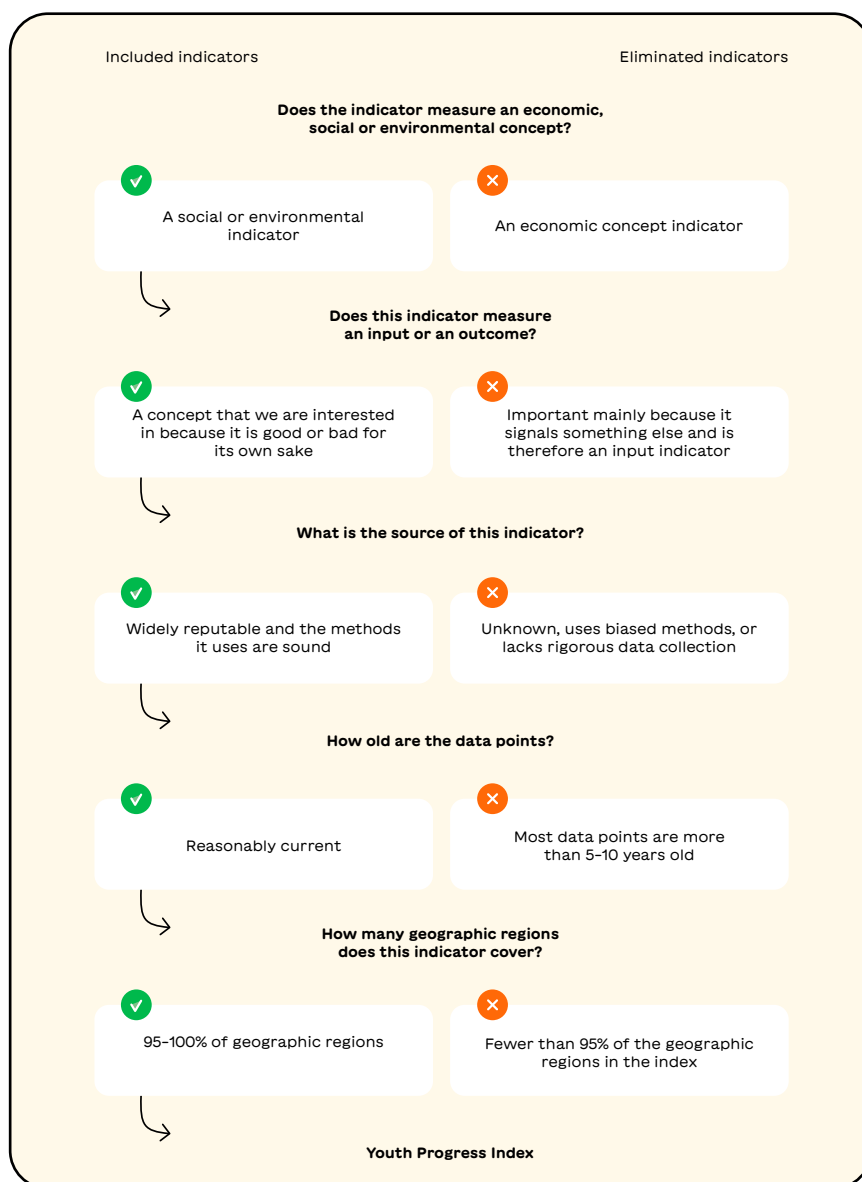 Included indicators
Eliminated indicators
Does the indicator measure an economic,
social or environmental concept?
A social or environmental
indicator
An economic concept indicator
Does this indicator measure
an input or an outcome?
A concept that we are interested
in because it is good or bad for
its own sake
Important mainly because it
signals something else and is
therefore an input indicator
What is the source of this indicator?
Widely reputable and the methods
it uses are sound
Unknown, uses biased methods, or
lacks rigorous data collection
How old are the data points?
Reasonably current
Most data points are more
than 5-10 years old
How many geographic regions
does this indicator cover?
95-100% of geographic regions
Fewer than 95% of the geographic
regions in the index
Youth Progress Index